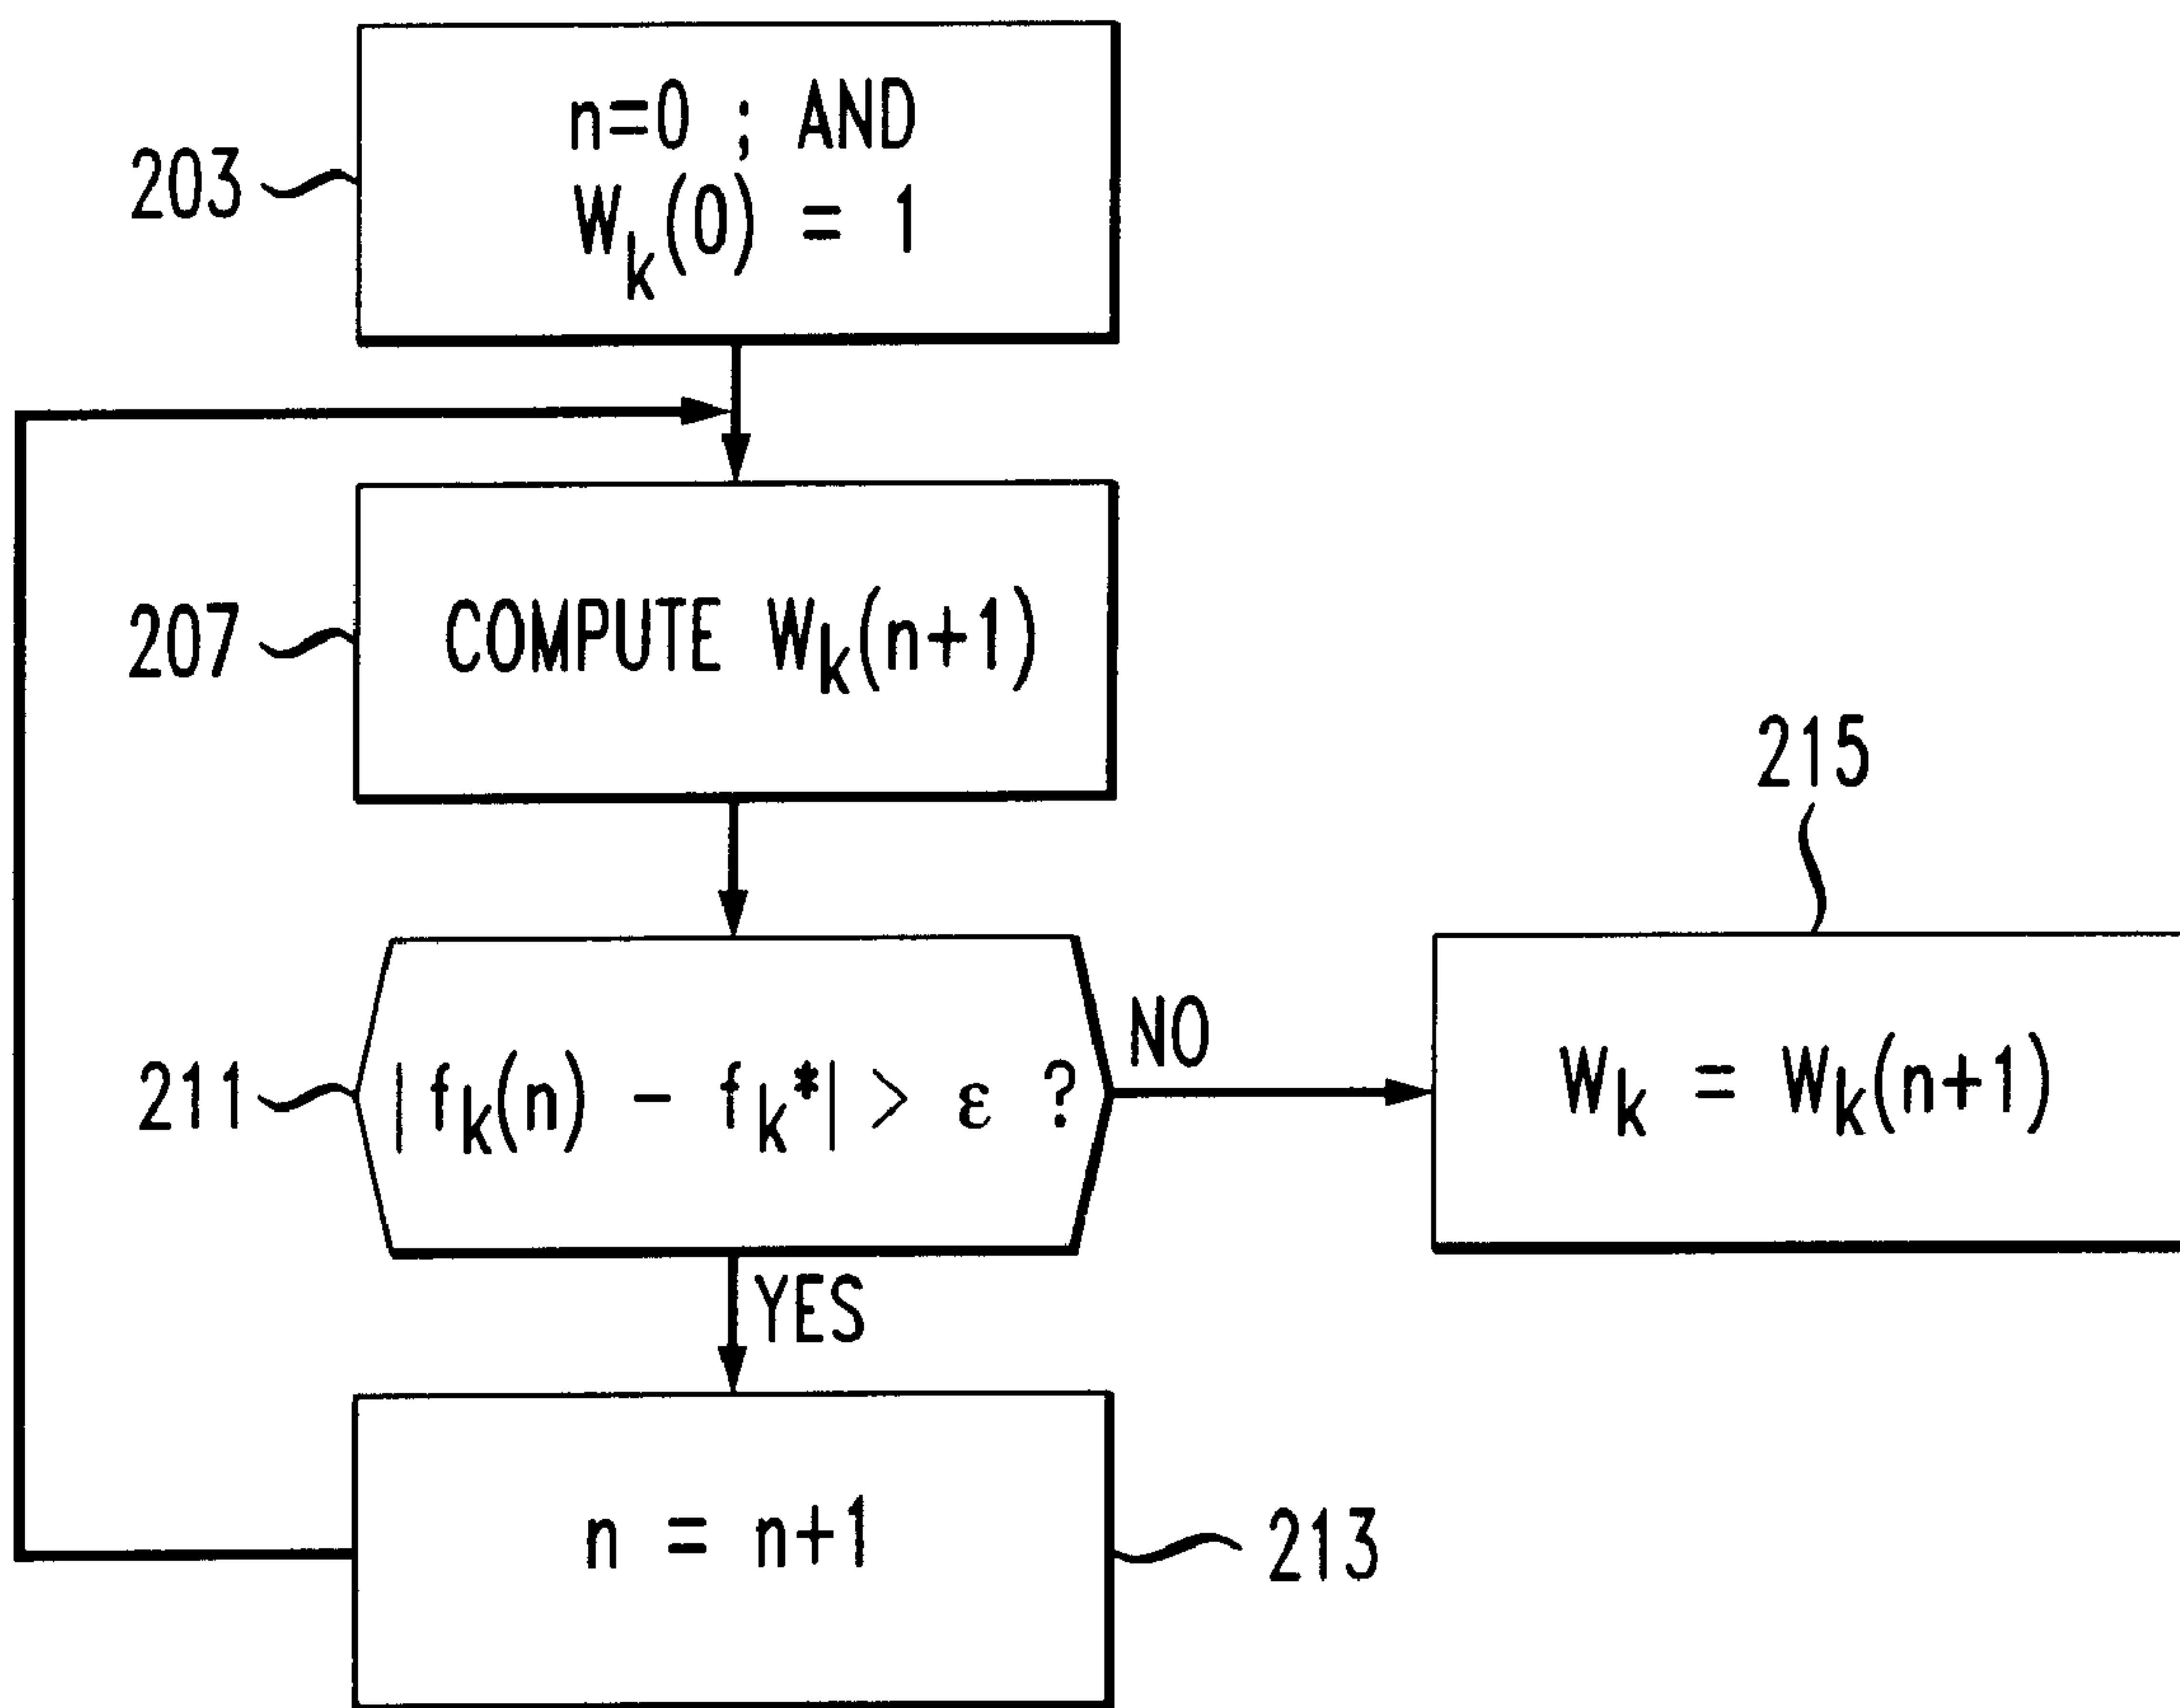 n=0 ; AND
203
W_k(0) = 1
207
COMPUTE W_k(n+1)
215
NO
211
| f_k(n) - f_k*| > ε ?
W_k = W_k(n+1)
YES
n = n+1
213